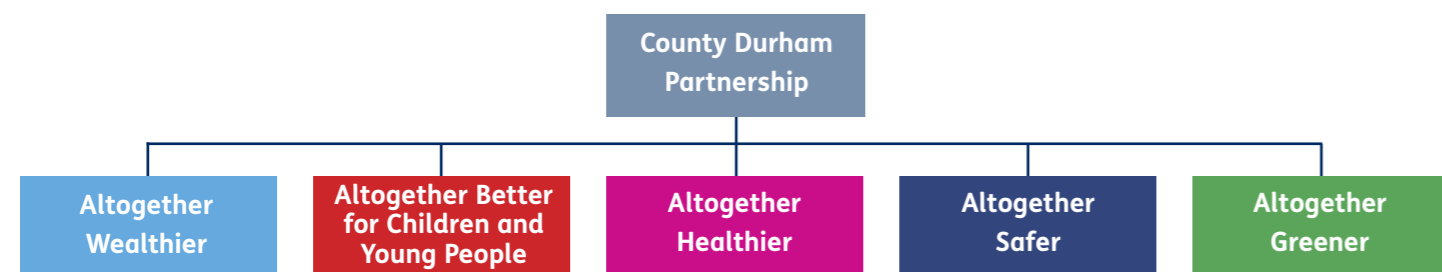 County Durham
Partnership
Altogether
Wealthier
Altogether Better
for Children and
Young People
Altogether
Healthier
Altogether
Safer
Altogether
Greener